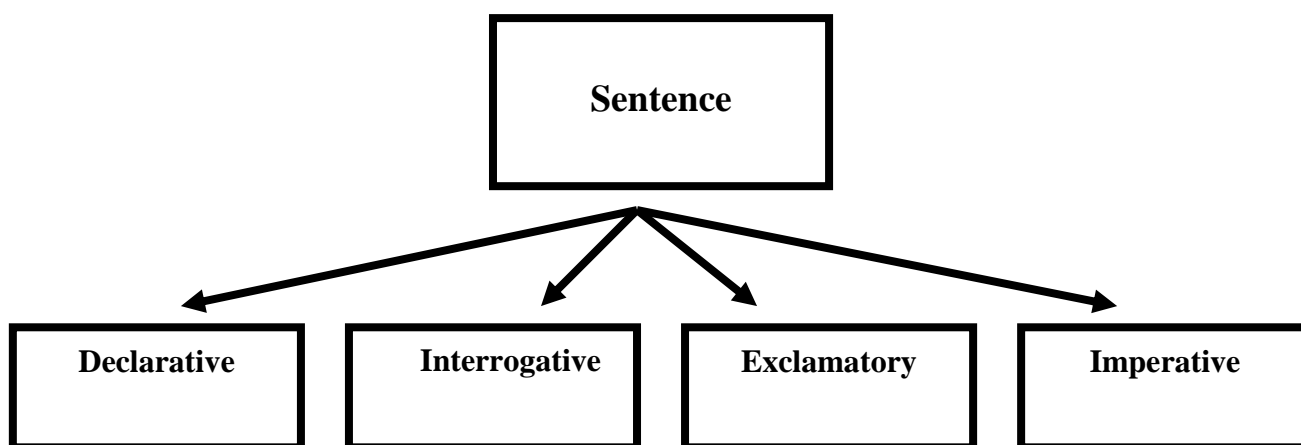 Sentence
Declarative
Interrogative
Exclamatory
Imperative